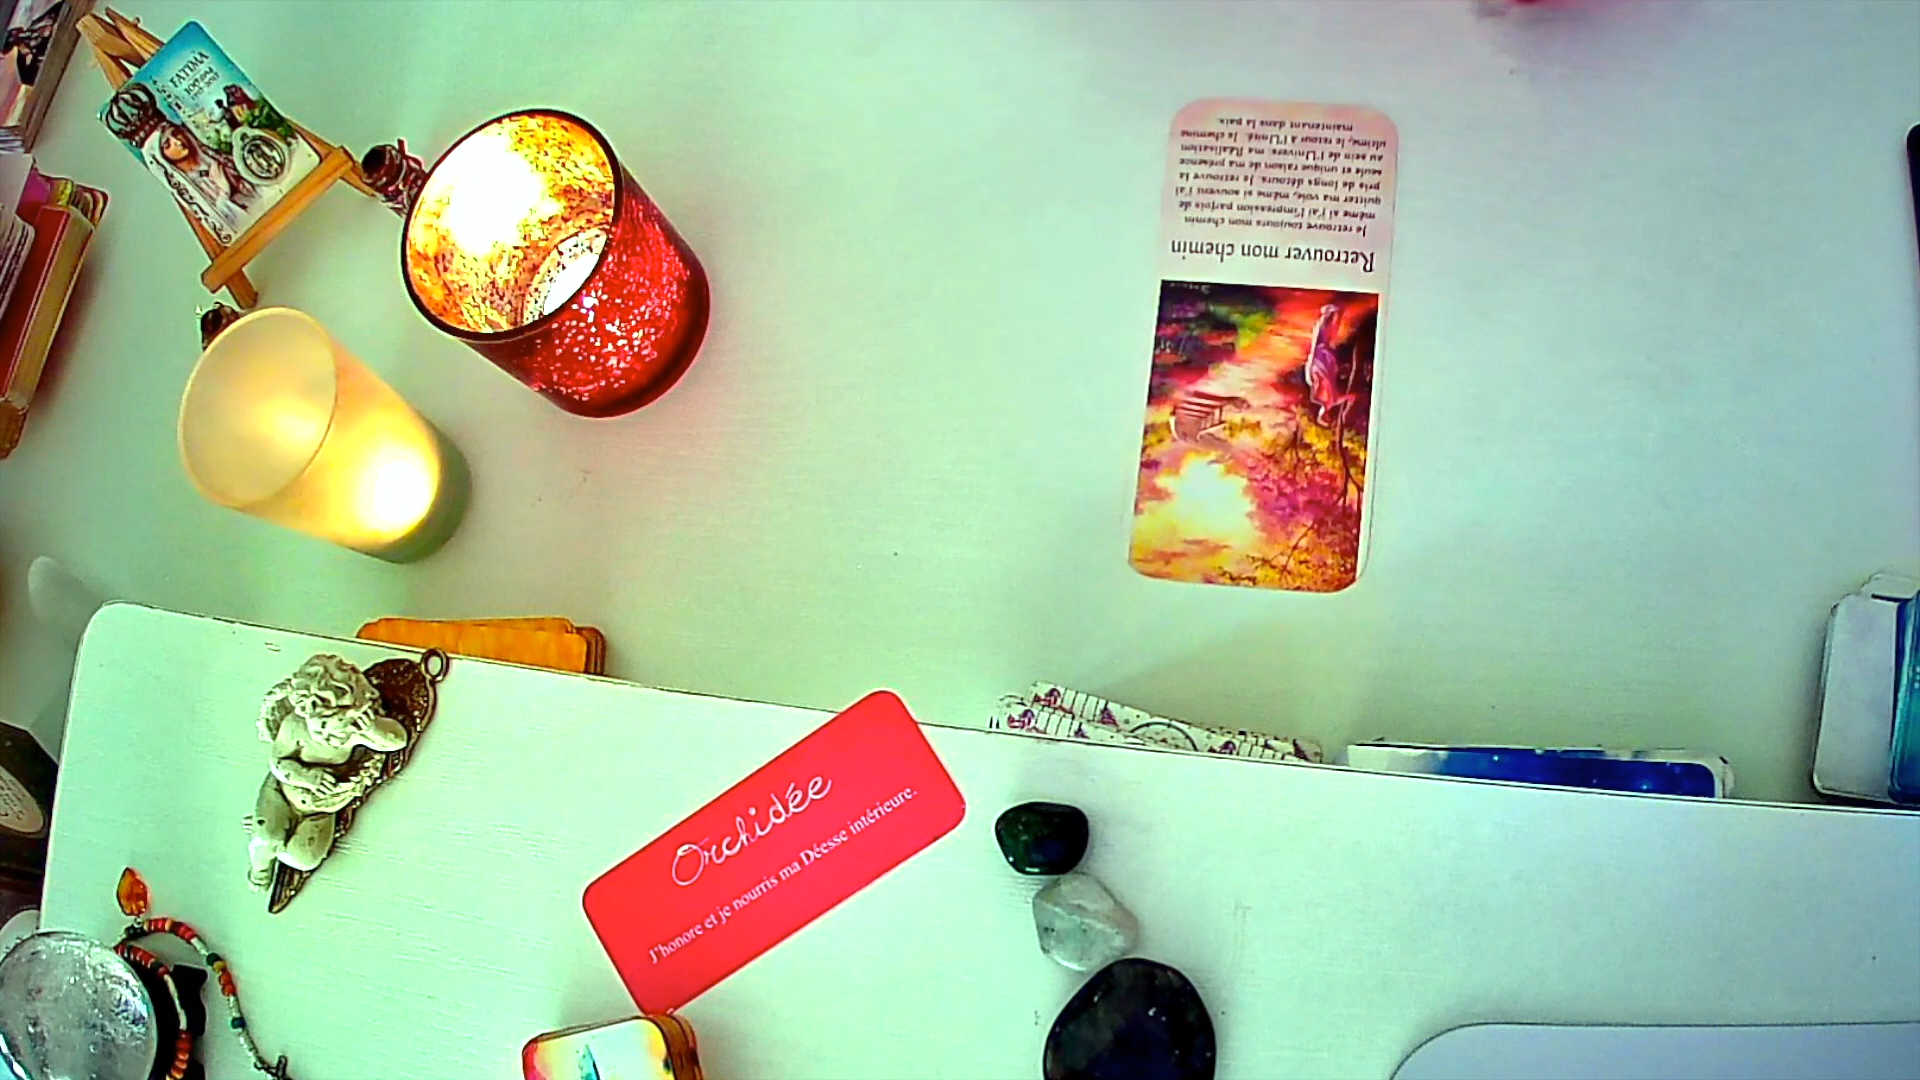 FATIMA
Retrouver mon chemin
Je retrouve toujours mon chemin
même si j'ai l'impression parfois de
quitter ma voie, même si souvent j'ai
pris de longs détours. Je retrouve la
seule et unique raison de ma présence
au sein de l'Univers: ma Réalisation
ultime, le retour à l'Unité. Je chemine
maintenant dans la paix.
Orchidée
J'honore et je nourris ma Déesse intérieure.